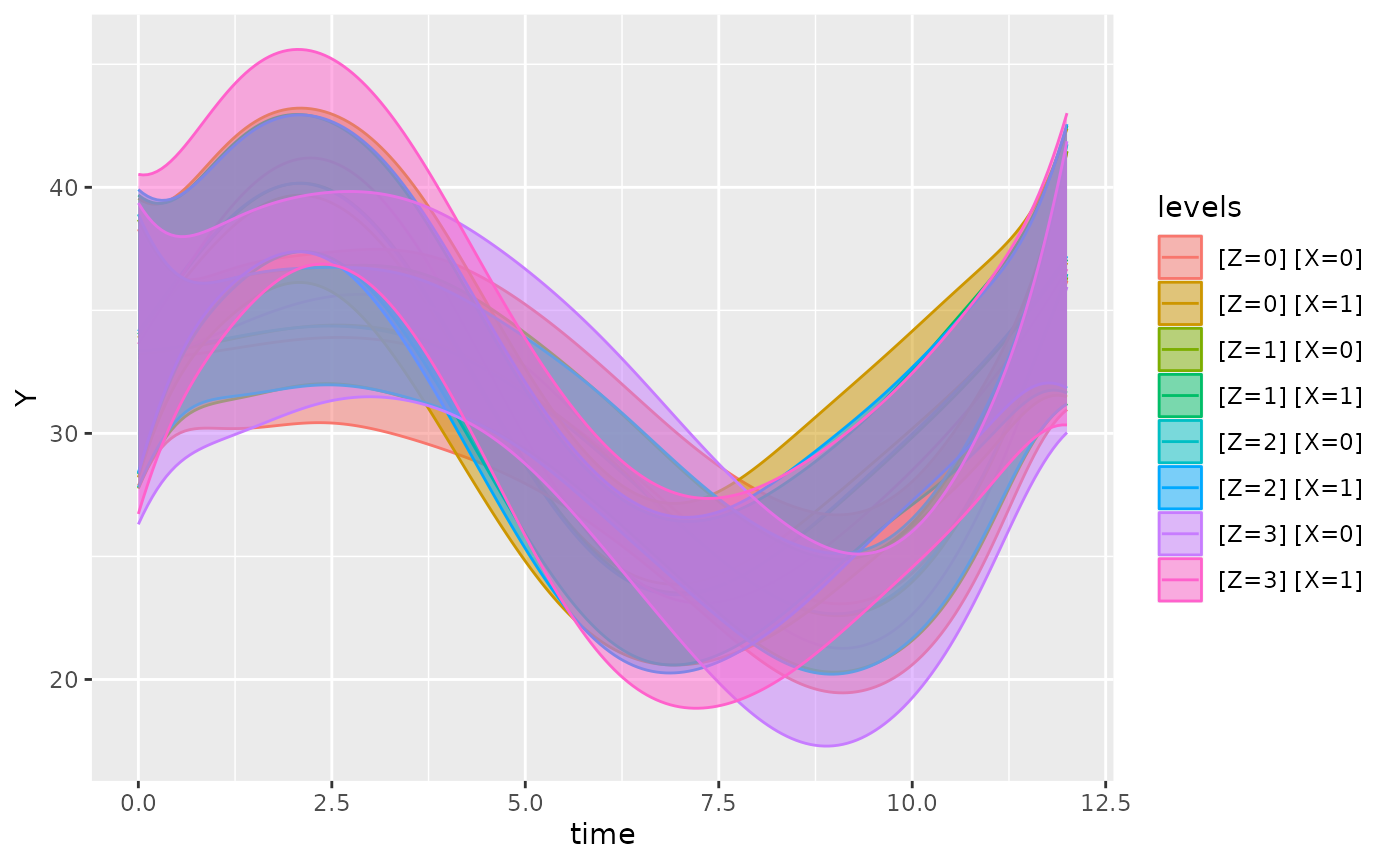 40
30
20
Y
0.0
2.5
5.0
7.5
10.0
12.5
time
levels
[Z=0] [X=0]
[Z=0] [X=1]
[Z=1] [X=0]
[Z=1] [X=1]
[Z=2] [X=0]
[Z=2] [X=1]
[Z=3] [X=0]
[Z=3] [X=1]